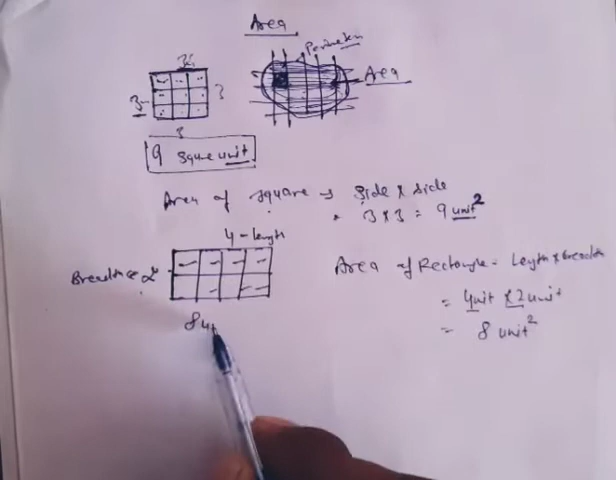 Area
Perimeter
Area
3
3
3
3
9 square unit
Area of square = side × side
3 × 3 = 9 unit²
4 - length
Breadth 2
Area of Rectangle = Length × Breadth
= 4 unit × 2 unit
= 8 unit²
8 u